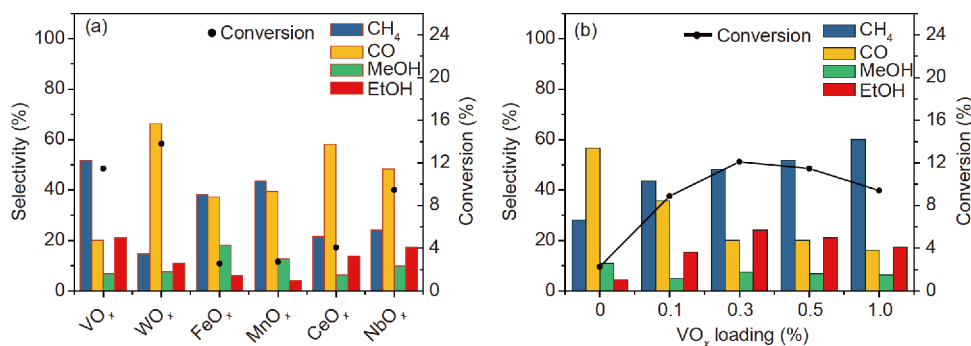 (a)
Conversion
CH₄
CO
MeOH
EtOH
Selectivity (%)
100
80
60
40
20
0
Conversion (%)
24
20
16
12
8
4
0
VOₓ
WOₓ
FeOₓ
MnOₓ
CeOₓ
NbOₓ
(b)
Conversion
CH₄
CO
MeOH
EtOH
Selectivity (%)
100
80
60
40
20
0
Conversion (%)
24
20
16
12
8
4
0
0
0.1
0.3
0.5
1.0
VOₓ loading (%)